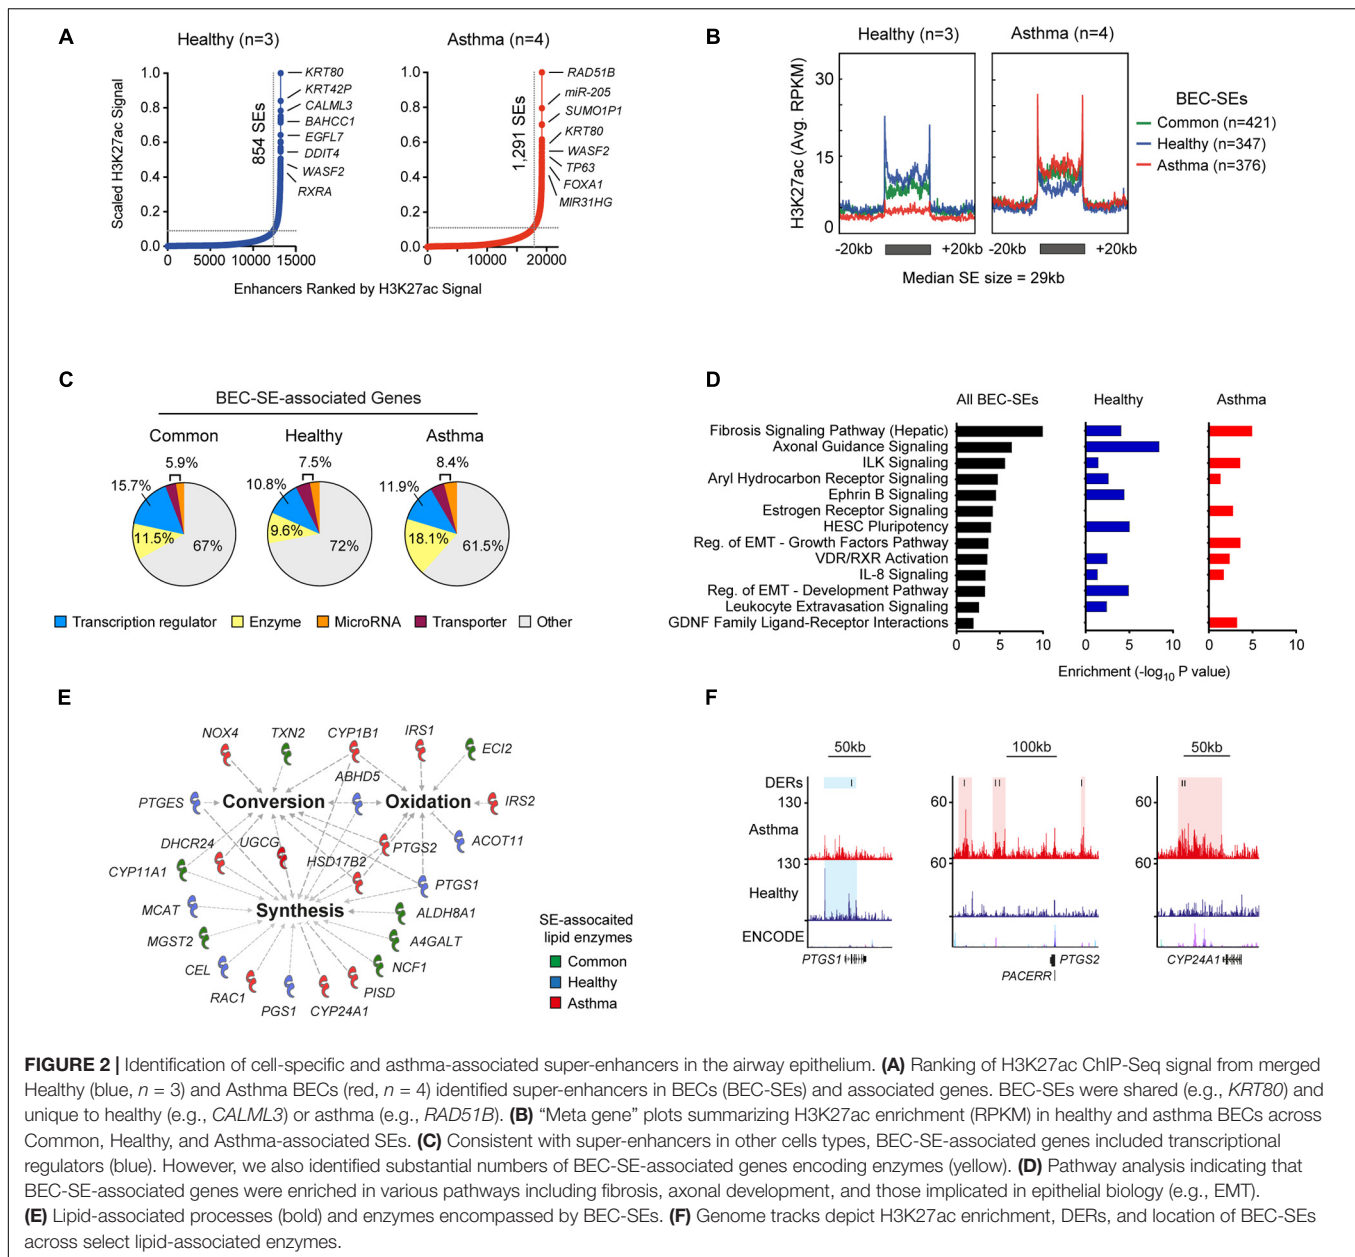 A
Healthy (n=3)
Asthma (n=4)
Scaled H3K27ac Signal
1.0
0.8
0.6
0.4
0.2
0.0
0
5000
10000
15000
854 SEs
KRT80
KRT42P
CALML3
BAHCC1
EGFL7
DDIT4
WASF2
RXRA
1.0
0.8
0.6
0.4
0.2
0.0
0
10000
20000
1,291 SEs
RAD51B
miR-205
SUMO1P1
KRT80
WASF2
TP63
FOXA1
MIR31HG
Enhancers Ranked by H3K27ac Signal
B
Healthy (n=3)
Asthma (n=4)
H3K27ac (Avg. RPKM)
30
15
0
-20kb
+20kb
-20kb
+20kb
Median SE size = 29kb
BEC-SEs
Common (n=421)
Healthy (n=347)
Asthma (n=376)
C
BEC-SE-associated Genes
Common
Healthy
Asthma
5.9%
15.7%
11.5%
67%
7.5%
10.8%
9.6%
72%
8.4%
11.9%
18.1%
61.5%
Transcription regulator
Enzyme
MicroRNA
Transporter
Other
D
All BEC-SEs
Healthy
Asthma
Fibrosis Signaling Pathway (Hepatic)
Axonal Guidance Signaling
ILK Signaling
Aryl Hydrocarbon Receptor Signaling
Ephrin B Signaling
Estrogen Receptor Signaling
HESC Pluripotency
Reg. of EMT - Growth Factors Pathway
VDR/RXR Activation
IL-8 Signaling
Reg. of EMT - Development Pathway
Leukocyte Extravasation Signaling
GDNF Family Ligand-Receptor Interactions
0 5 10
0 5 10
0 5 10
Enrichment (-log10 P value)
E
NOX4
TXN2
CYP1B1
IRS1
ECI2
ABHD5
PTGES
Conversion
Oxidation
IRS2
DHCR24
UGCG
HSD17B2
PTGS2
ACOT11
CYP11A1
PTGS1
MCAT
Synthesis
ALDH8A1
MGST2
A4GALT
CEL
NCF1
RAC1
PGS1
CYP24A1
PISD
SE-assocaited
lipid enzymes
Common
Healthy
Asthma
F
50kb
100kb
50kb
DERs
130
Asthma
130
Healthy
ENCODE
60
60
60
60
PTGS1
PTGS2
PACERR
CYP24A1
FIGURE 2 | Identification of cell-specific and asthma-associated super-enhancers in the airway epithelium. (A) Ranking of H3K27ac ChIP-Seq signal from merged
Healthy (blue, n = 3) and Asthma BECs (red, n = 4) identified super-enhancers in BECs (BEC-SEs) and associated genes. BEC-SEs were shared (e.g., KRT80) and
unique to healthy (e.g., CALML3) or asthma (e.g., RAD51B). (B) “Meta gene” plots summarizing H3K27ac enrichment (RPKM) in healthy and asthma BECs across
Common, Healthy, and Asthma-associated SEs. (C) Consistent with super-enhancers in other cells types, BEC-SE-associated genes included transcriptional
regulators (blue). However, we also identified substantial numbers of BEC-SE-associated genes encoding enzymes (yellow). (D) Pathway analysis indicating that
BEC-SE-associated genes were enriched in various pathways including fibrosis, axonal development, and those implicated in epithelial biology (e.g., EMT).
(E) Lipid-associated processes (bold) and enzymes encompassed by BEC-SEs. (F) Genome tracks depict H3K27ac enrichment, DERs, and location of BEC-SEs
across select lipid-associated enzymes.